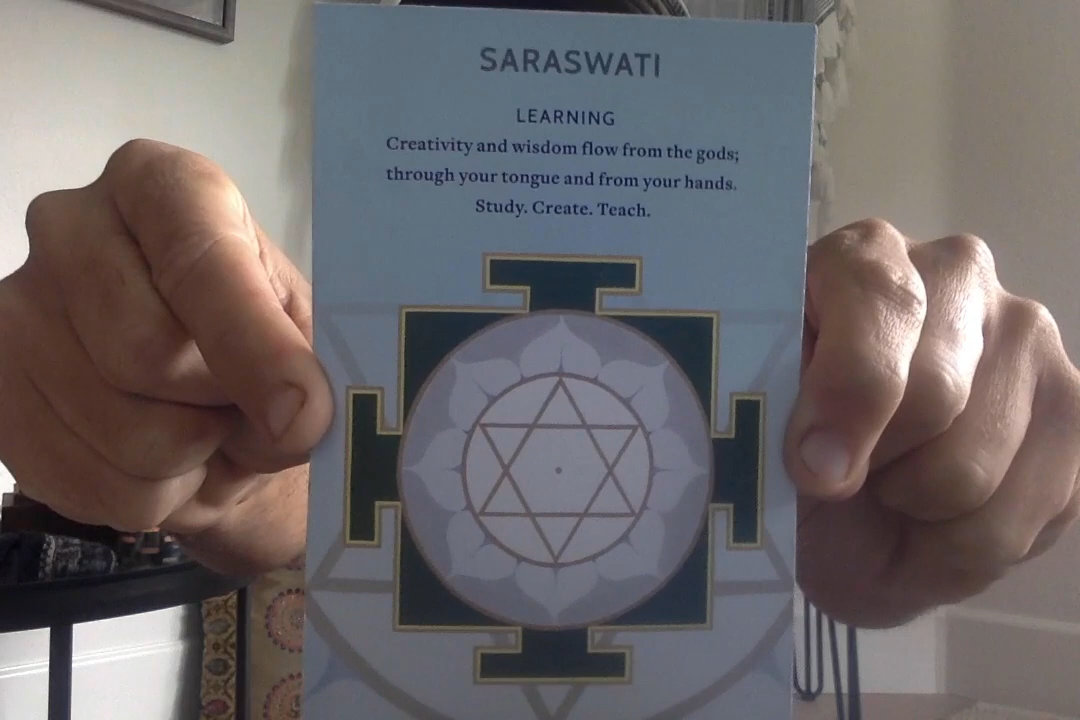 SARASWATI
LEARNING
Creativity and wisdom flow from the gods;
through your tongue and from your hands.
Study. Create. Teach.